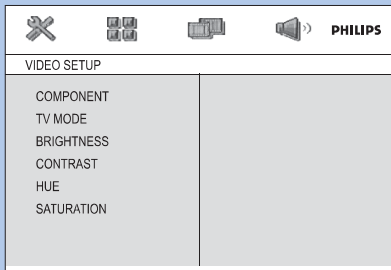 PHILIPS
VIDEO SETUP
COMPONENT
TV MODE
BRIGHTNESS
CONTRAST
HUE
SATURATION